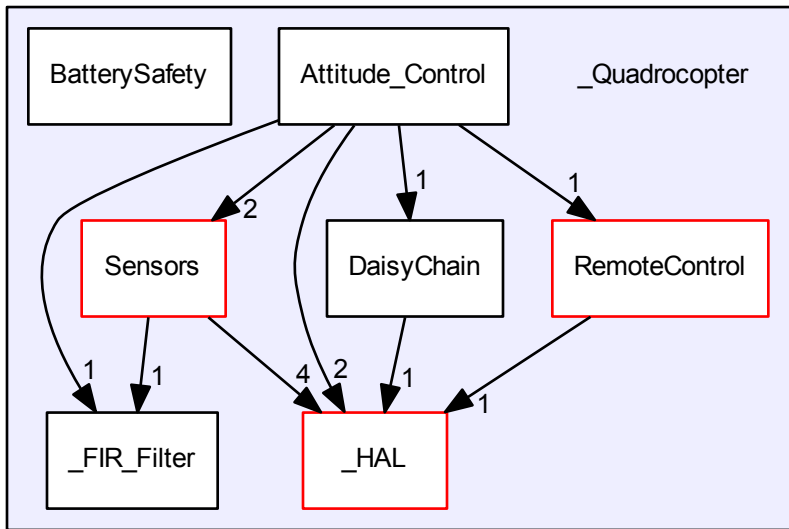 BatterySafety
Attitude_Control
_Quadrocopter
1
1
2
Sensors
DaisyChain
RemoteControl
1
1
4
2
1
1
_FIR_Filter
_HAL